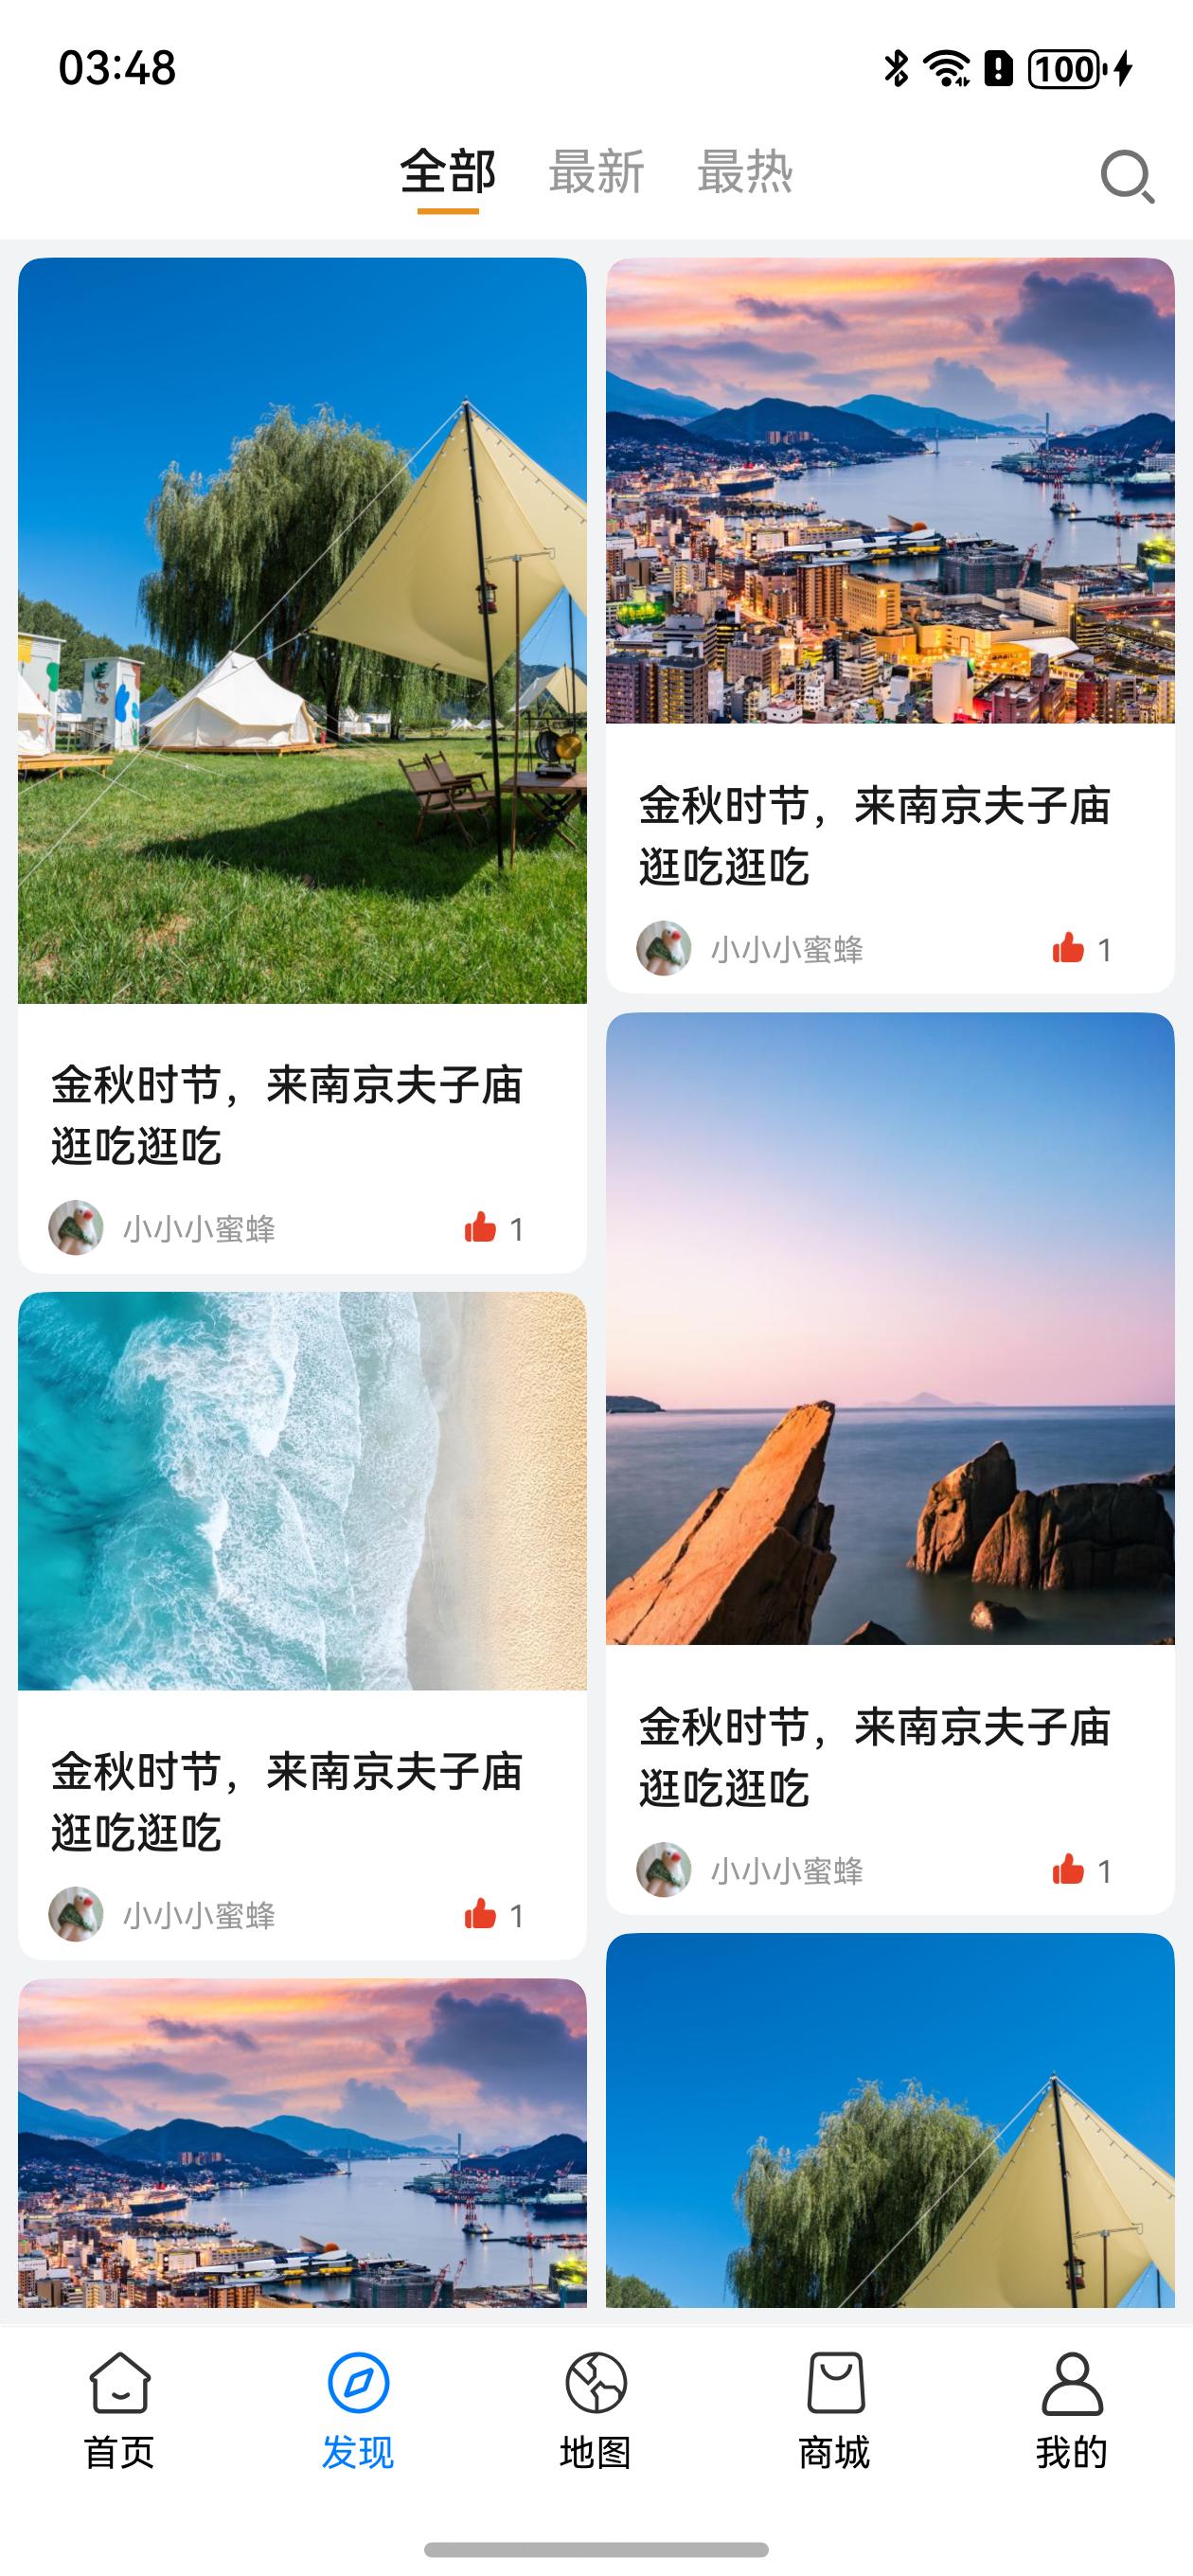 03:48
100
全部 最新 最热
金秋时节，来南京夫子庙
逛吃逛吃
小小小蜜蜂 1
金秋时节，来南京夫子庙
逛吃逛吃
小小小蜜蜂 1
金秋时节，来南京夫子庙
逛吃逛吃
小小小蜜蜂 1
金秋时节，来南京夫子庙
逛吃逛吃
小小小蜜蜂 1
首页 发现 地图 商城 我的